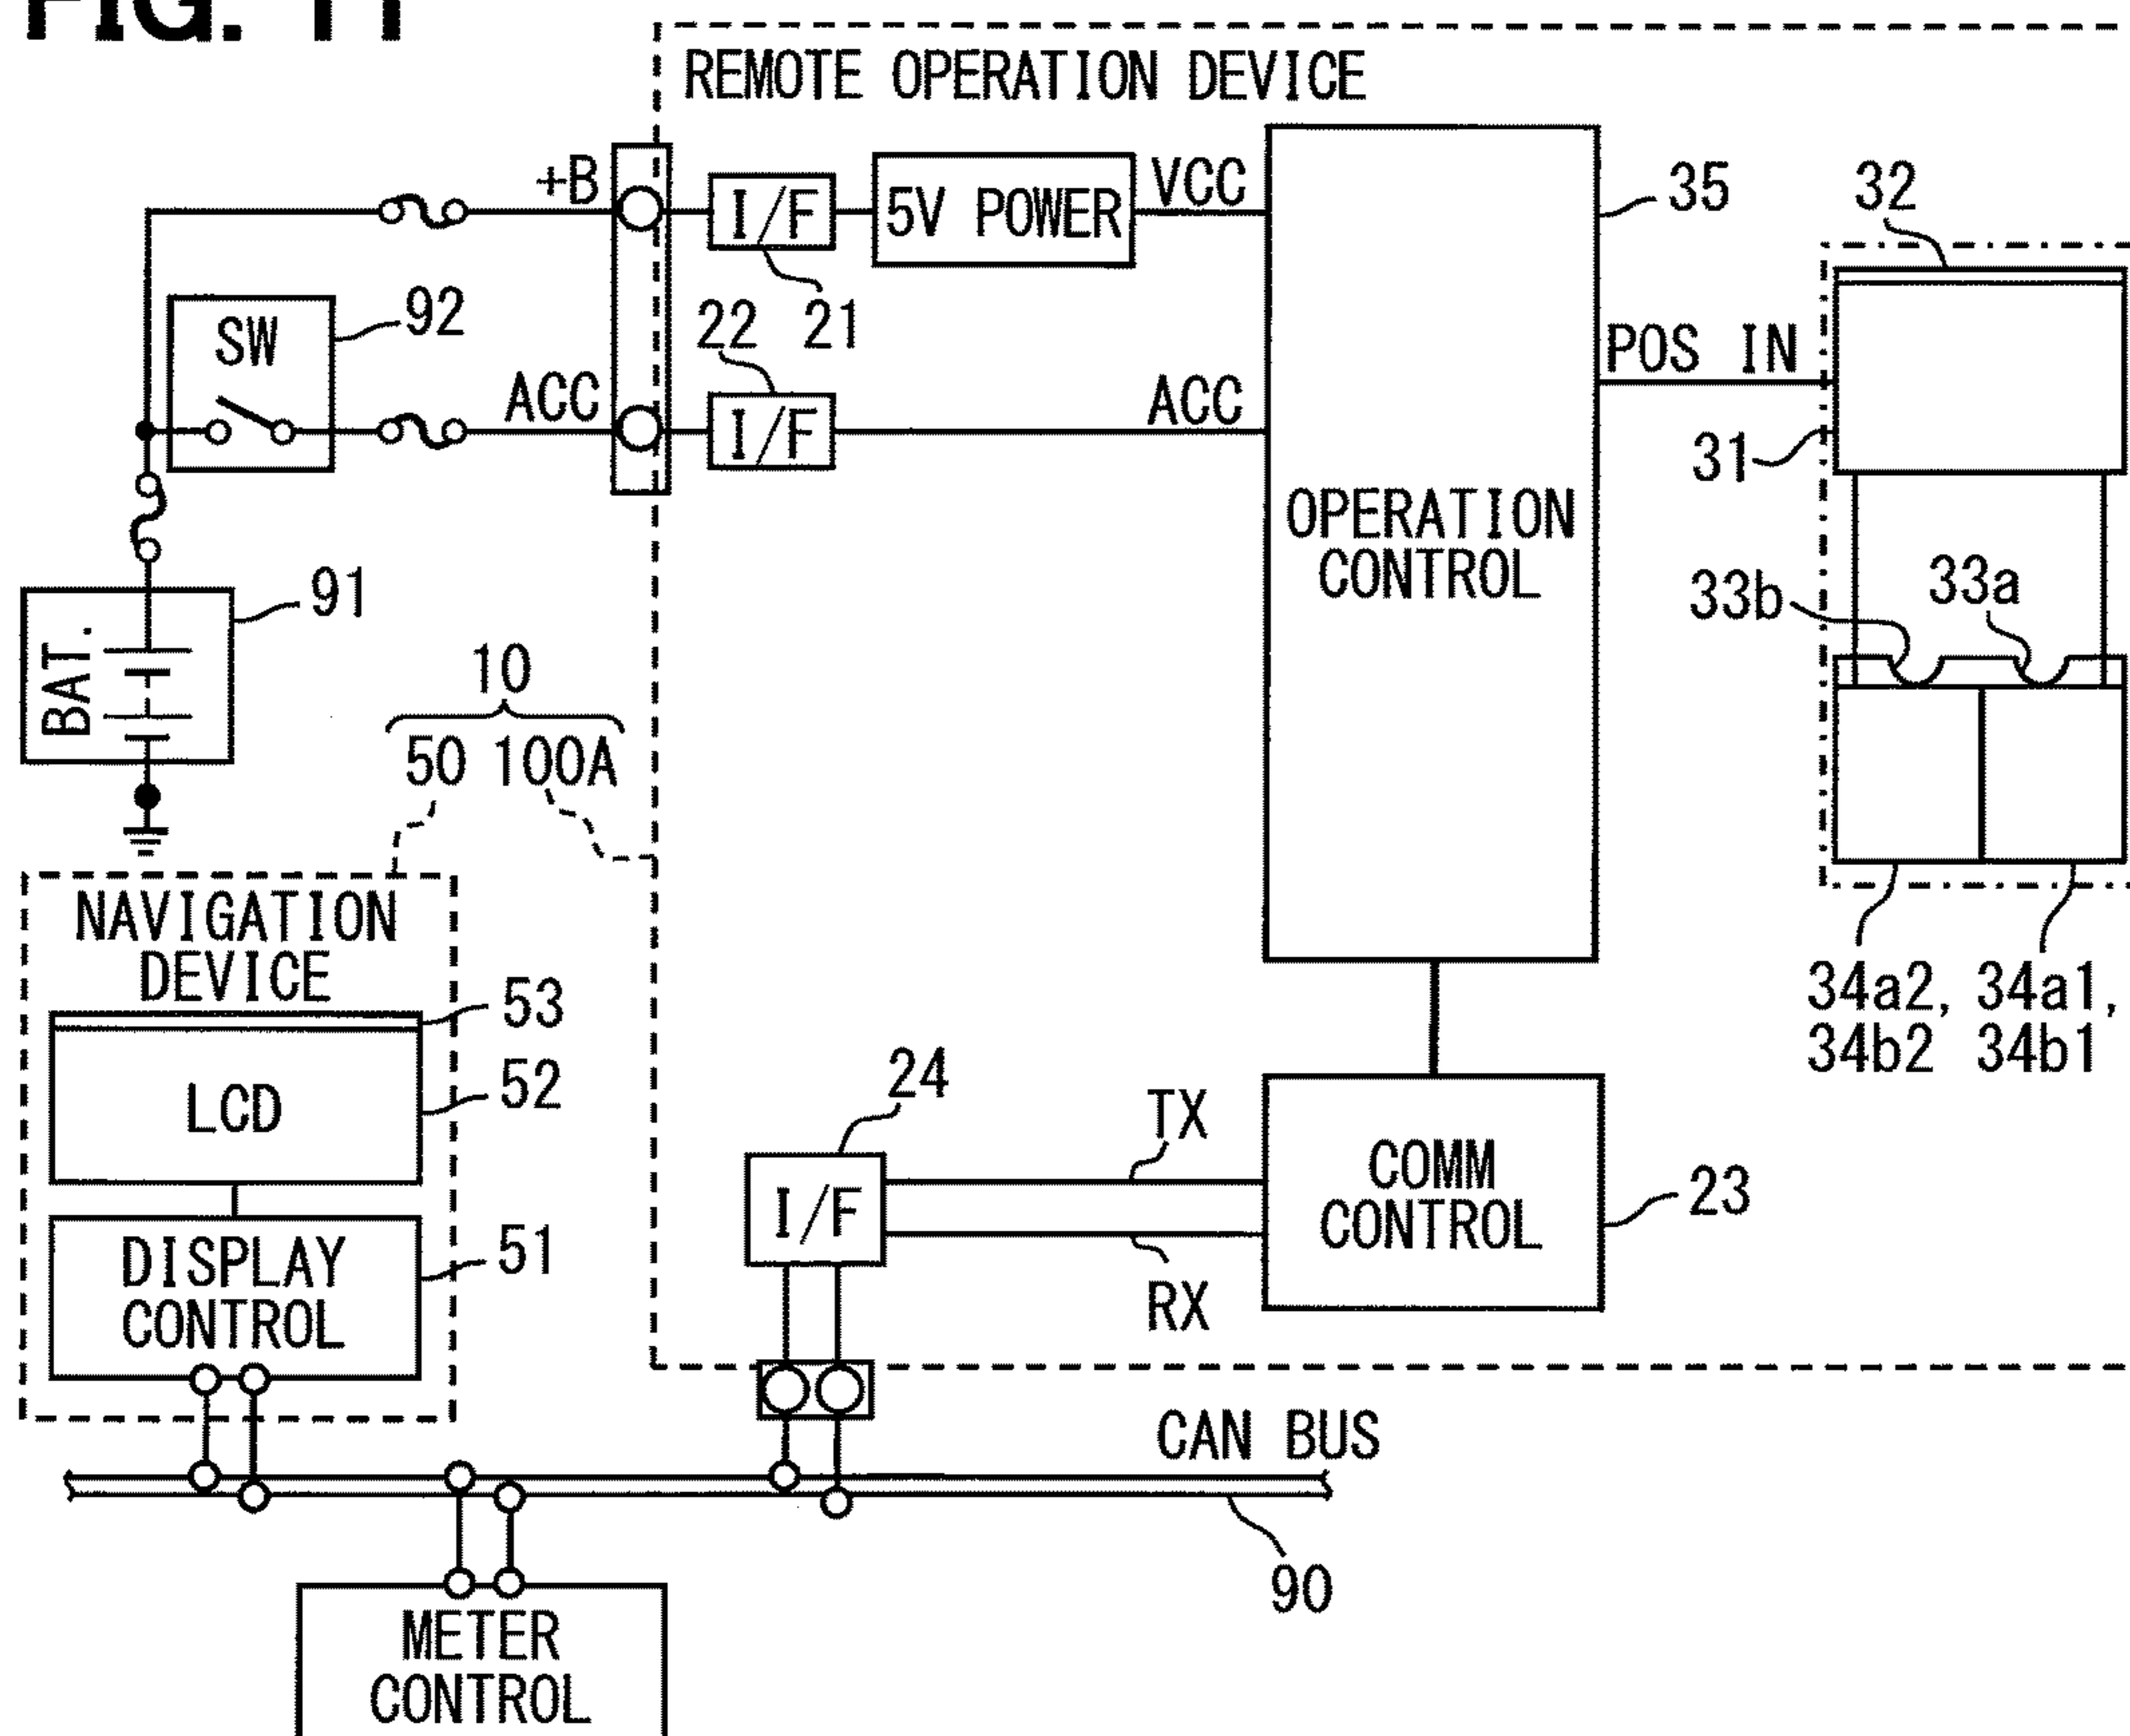 FIG. 11
REMOTE OPERATION DEVICE
+B
I/F
5V POWER
VCC
35
32
21
22
SW
92
ACC
I/F
ACC
POS IN
31
OPERATION
CONTROL
33b
33a
BAT.
91
10
50 100A
34a2, 34a1,
34b2 34b1
NAVIGATION
DEVICE
53
LCD
52
DISPLAY
CONTROL
51
24
I/F
TX
RX
COMM
CONTROL
23
CAN BUS
90
METER
CONTROL